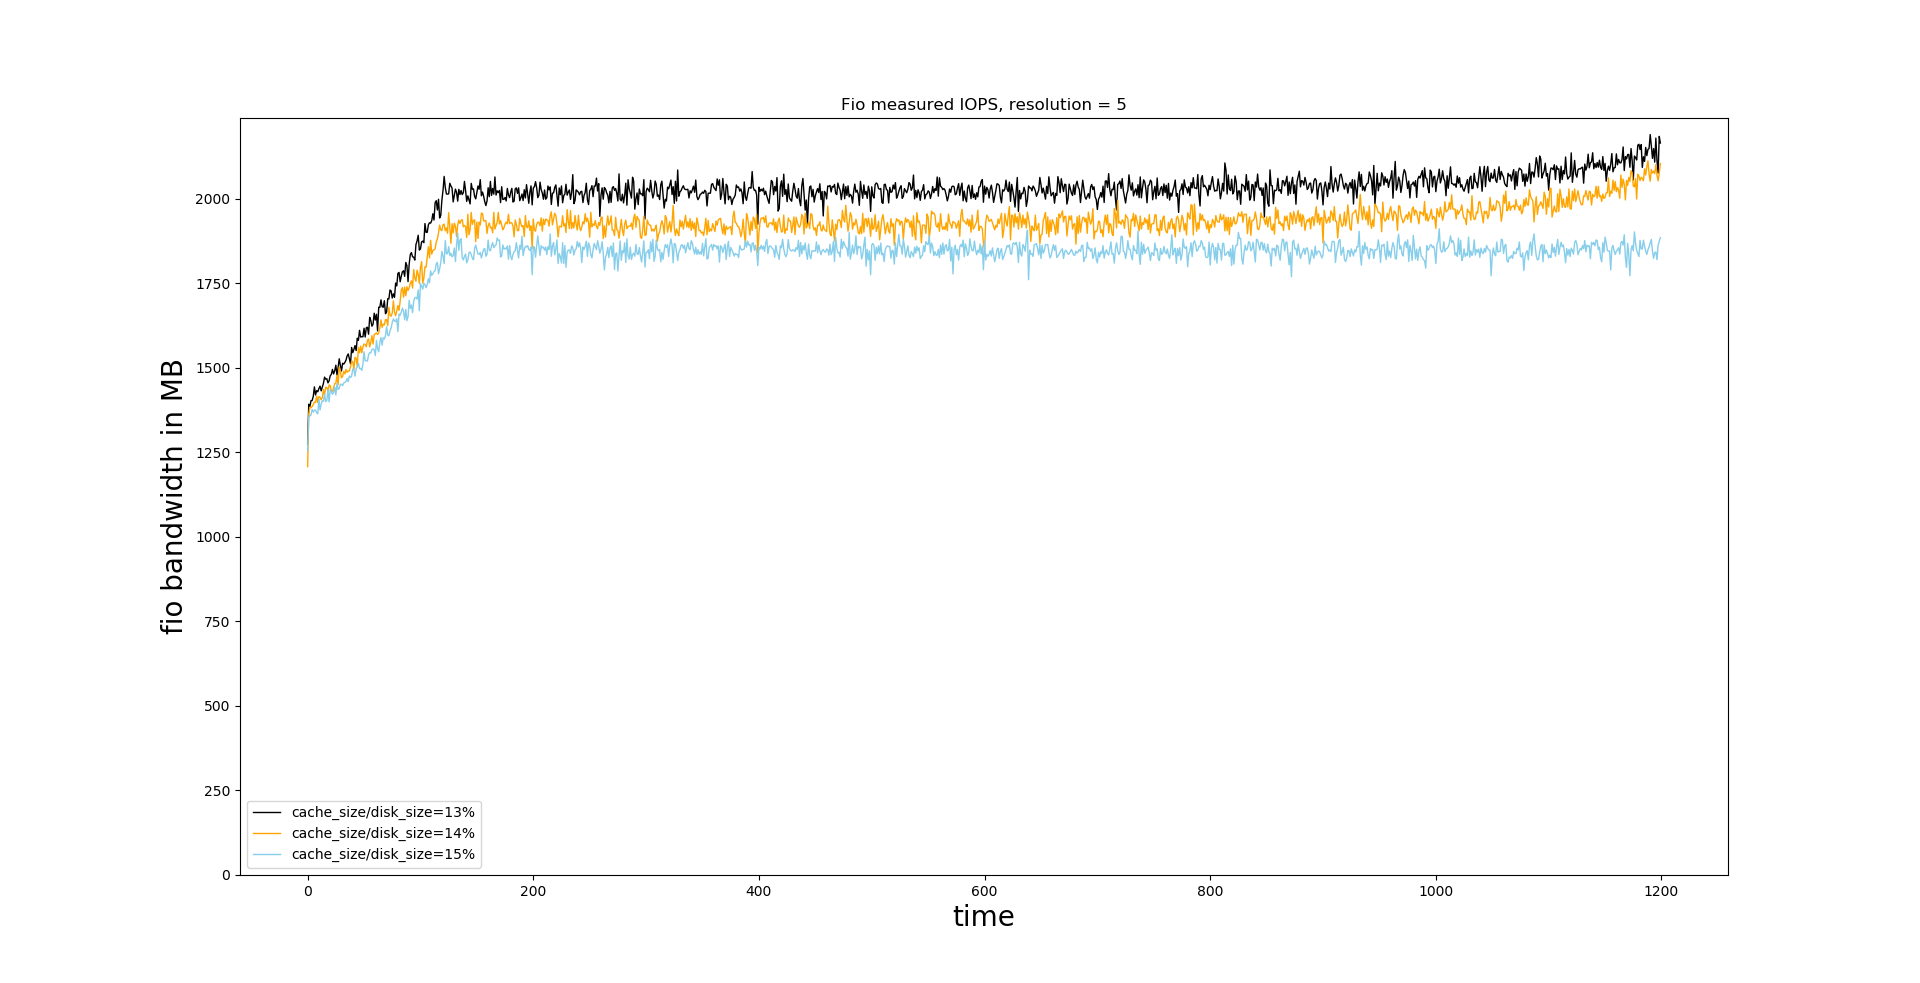 Fio measured IOPS, resolution = 5
fio bandwidth in MB
2000
1750
1500
1250
1000
750
500
250
0
cache_size/disk_size=13%
cache_size/disk_size=14%
cache_size/disk_size=15%
0 200 400 600 800 1000 1200
time